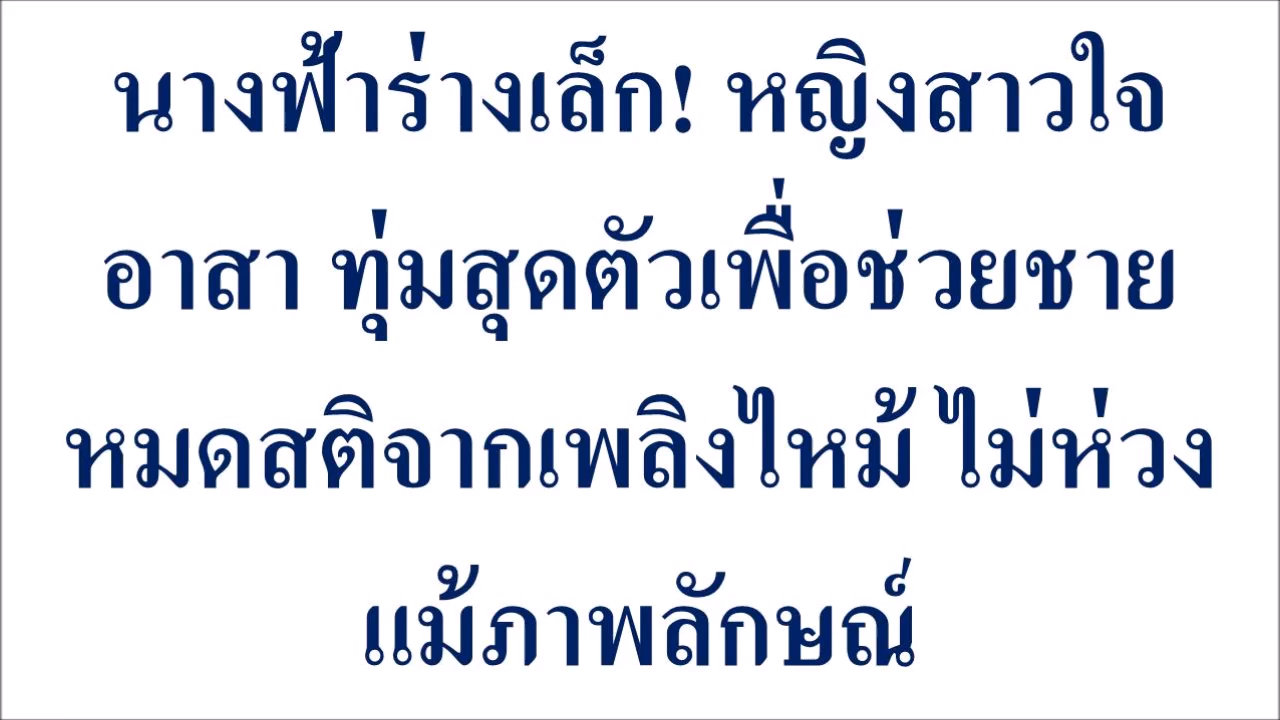 นางฟ้าร่างเล็ก! หญิงสาวใจ
อาสา ทุ่มสุดตัวเพื่อช่วยชาย
หมดสติจากเพลิงไหม้ ไม่ห่วง
แม้ภาพลักษณ์